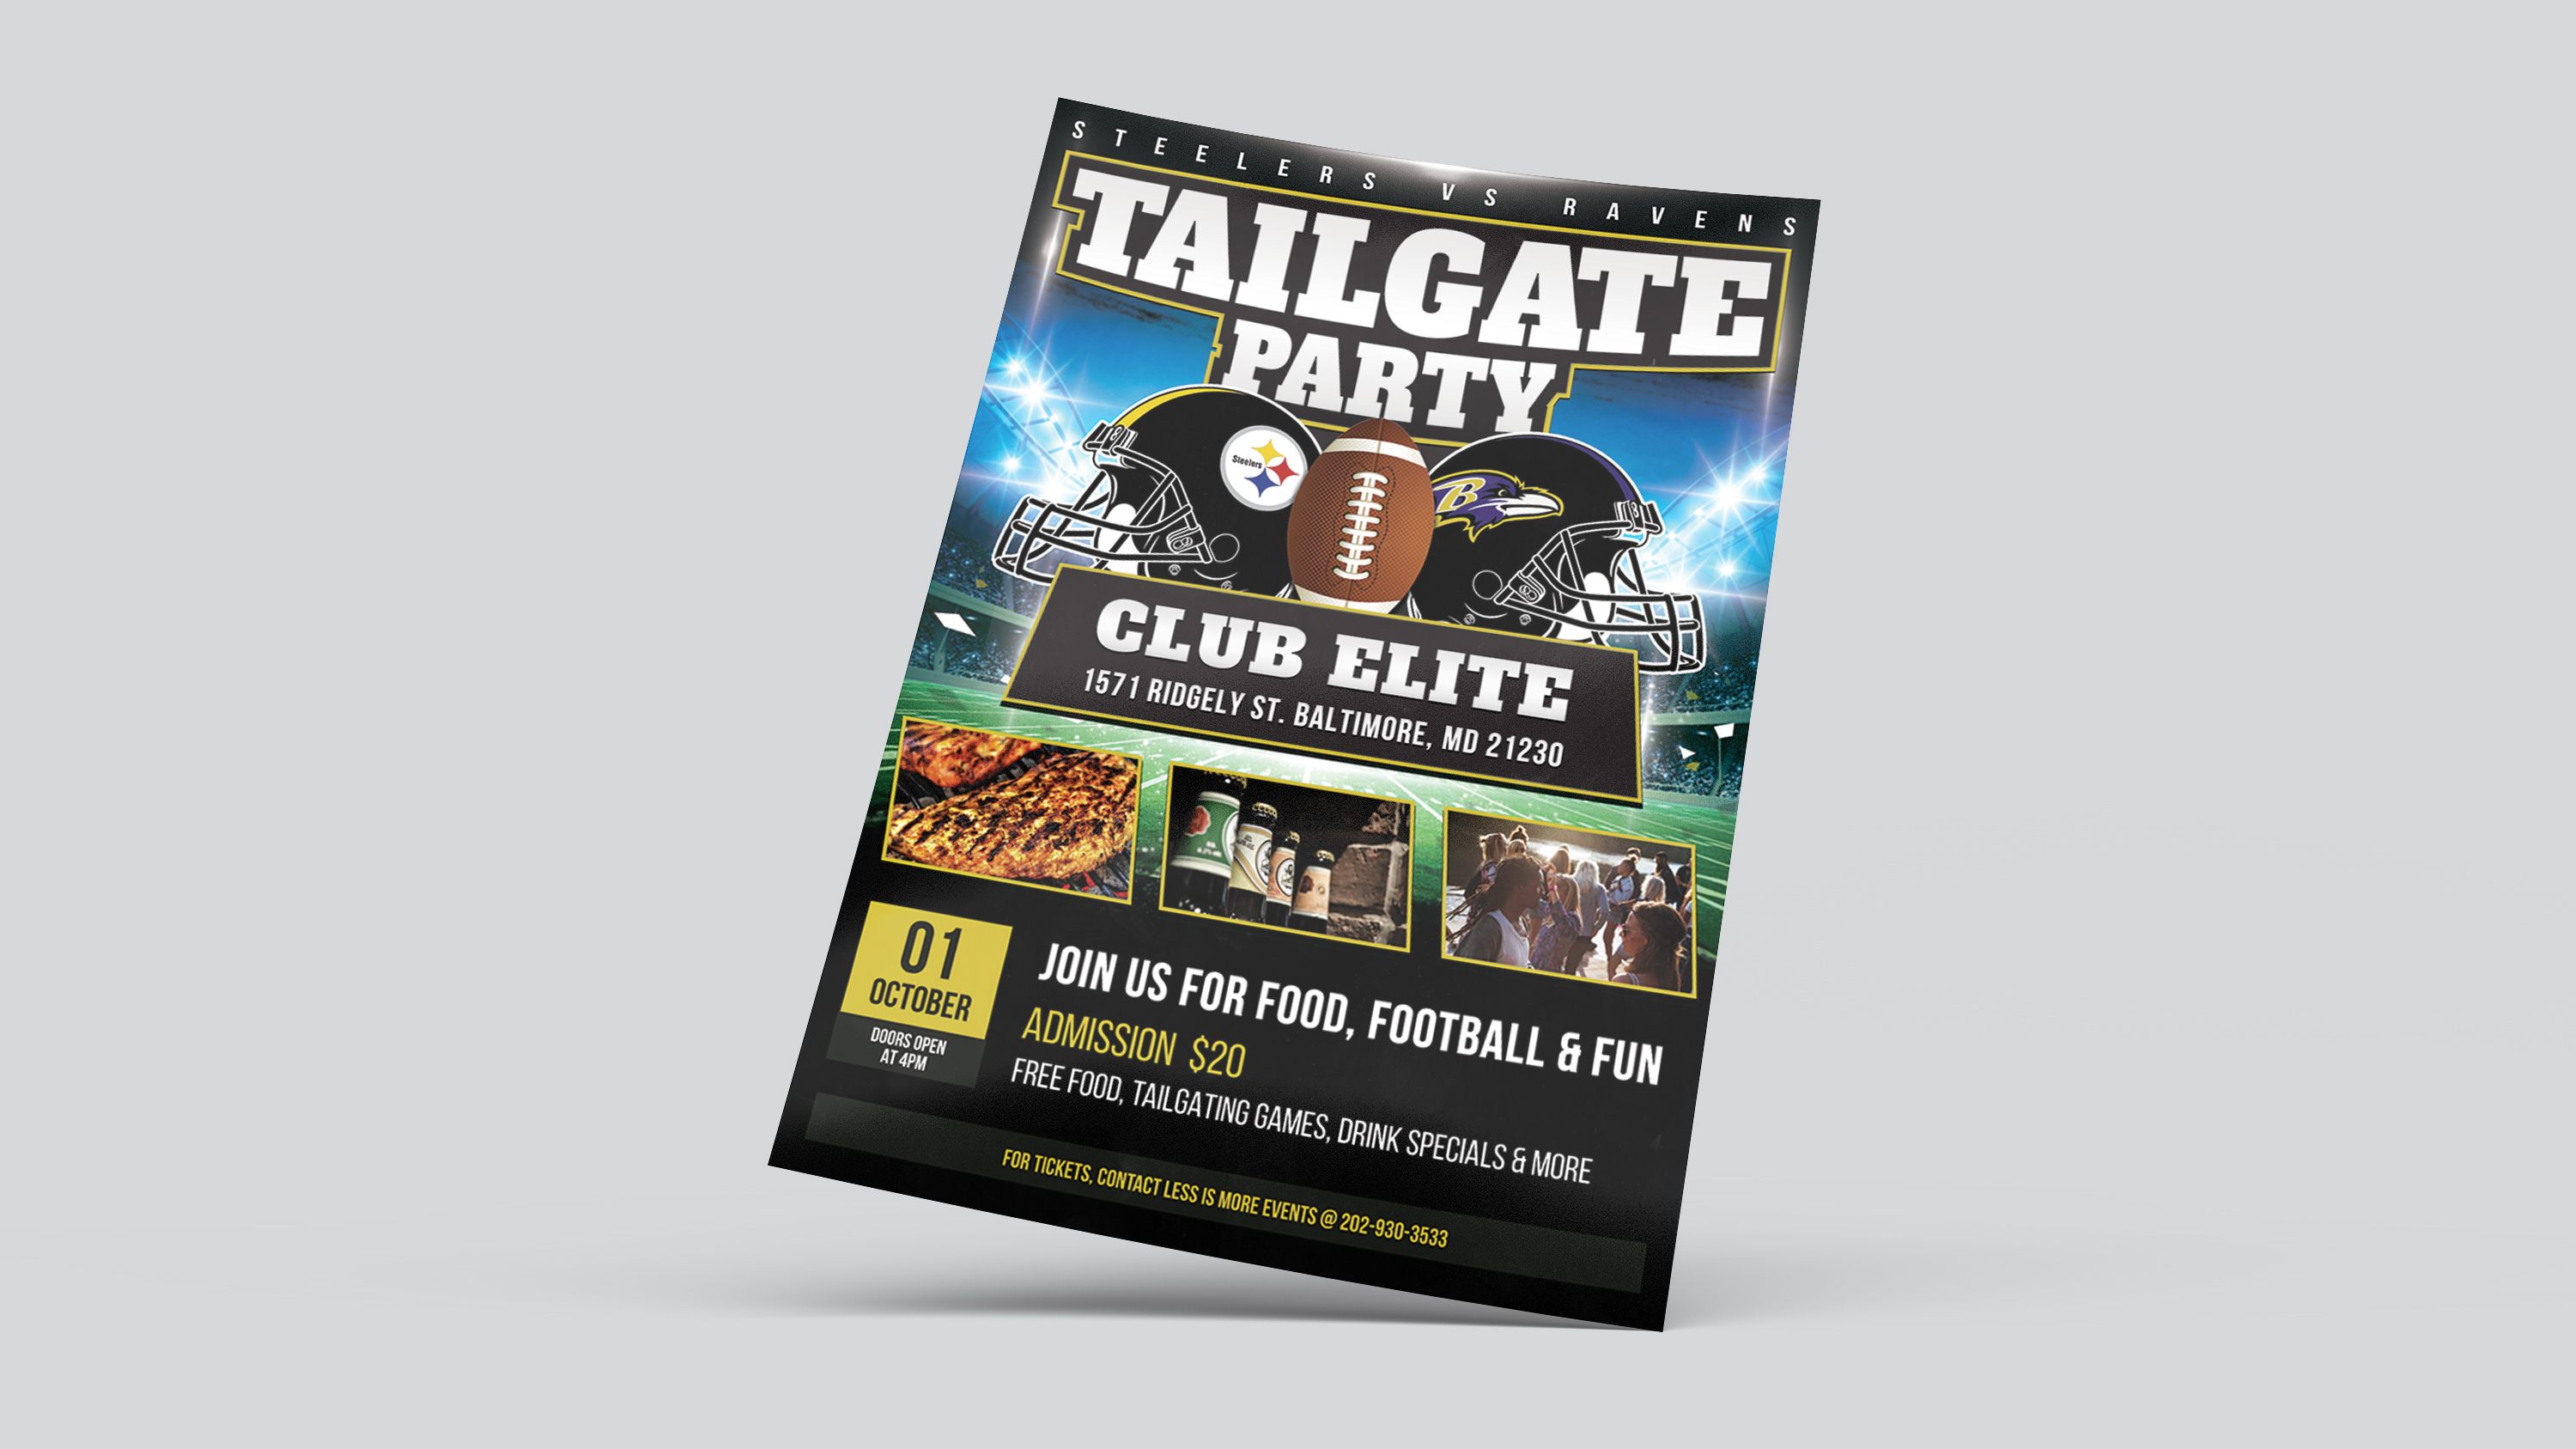 STEELERS VS RAVENS
TAILGATE
PARTY
Steelers
B
CLUB ELITE
1571 RIDGELY ST. BALTIMORE, MD 21230
01
OCTOBER
DOORS OPEN
AT 4PM
JOIN US FOR FOOD, FOOTBALL & FUN
ADMISSION $20
FREE FOOD, TAILGATING GAMES, DRINK SPECIALS & MORE
FOR TICKETS, CONTACT LESS IS MORE EVENTS @ 202-930-3533